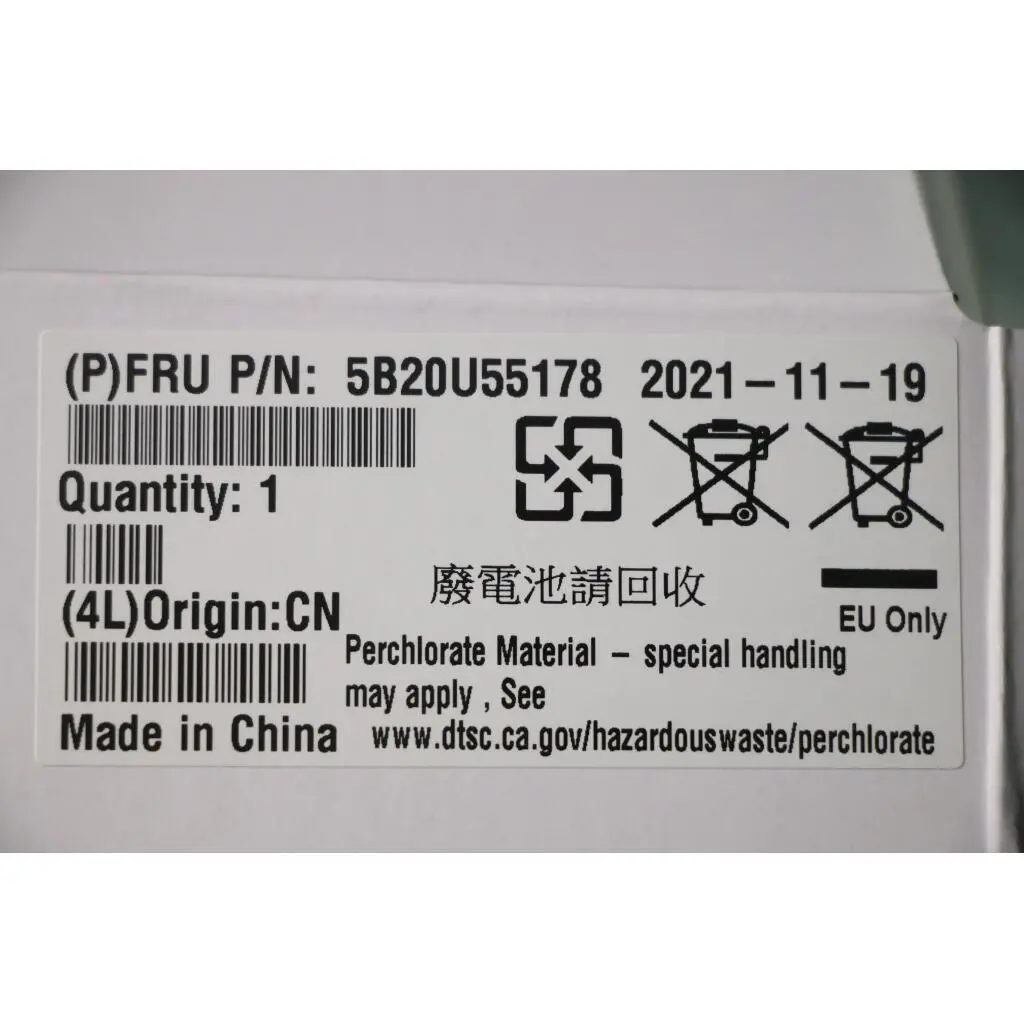 (P)FRU P/N: 5B20U55178 2021-11-19
Quantity: 1
廢電池請回收
EU Only
(4L)Origin:CN
Perchlorate Material – special handling
may apply , See
Made in China www.dtsc.ca.gov/hazardouswaste/perchlorate